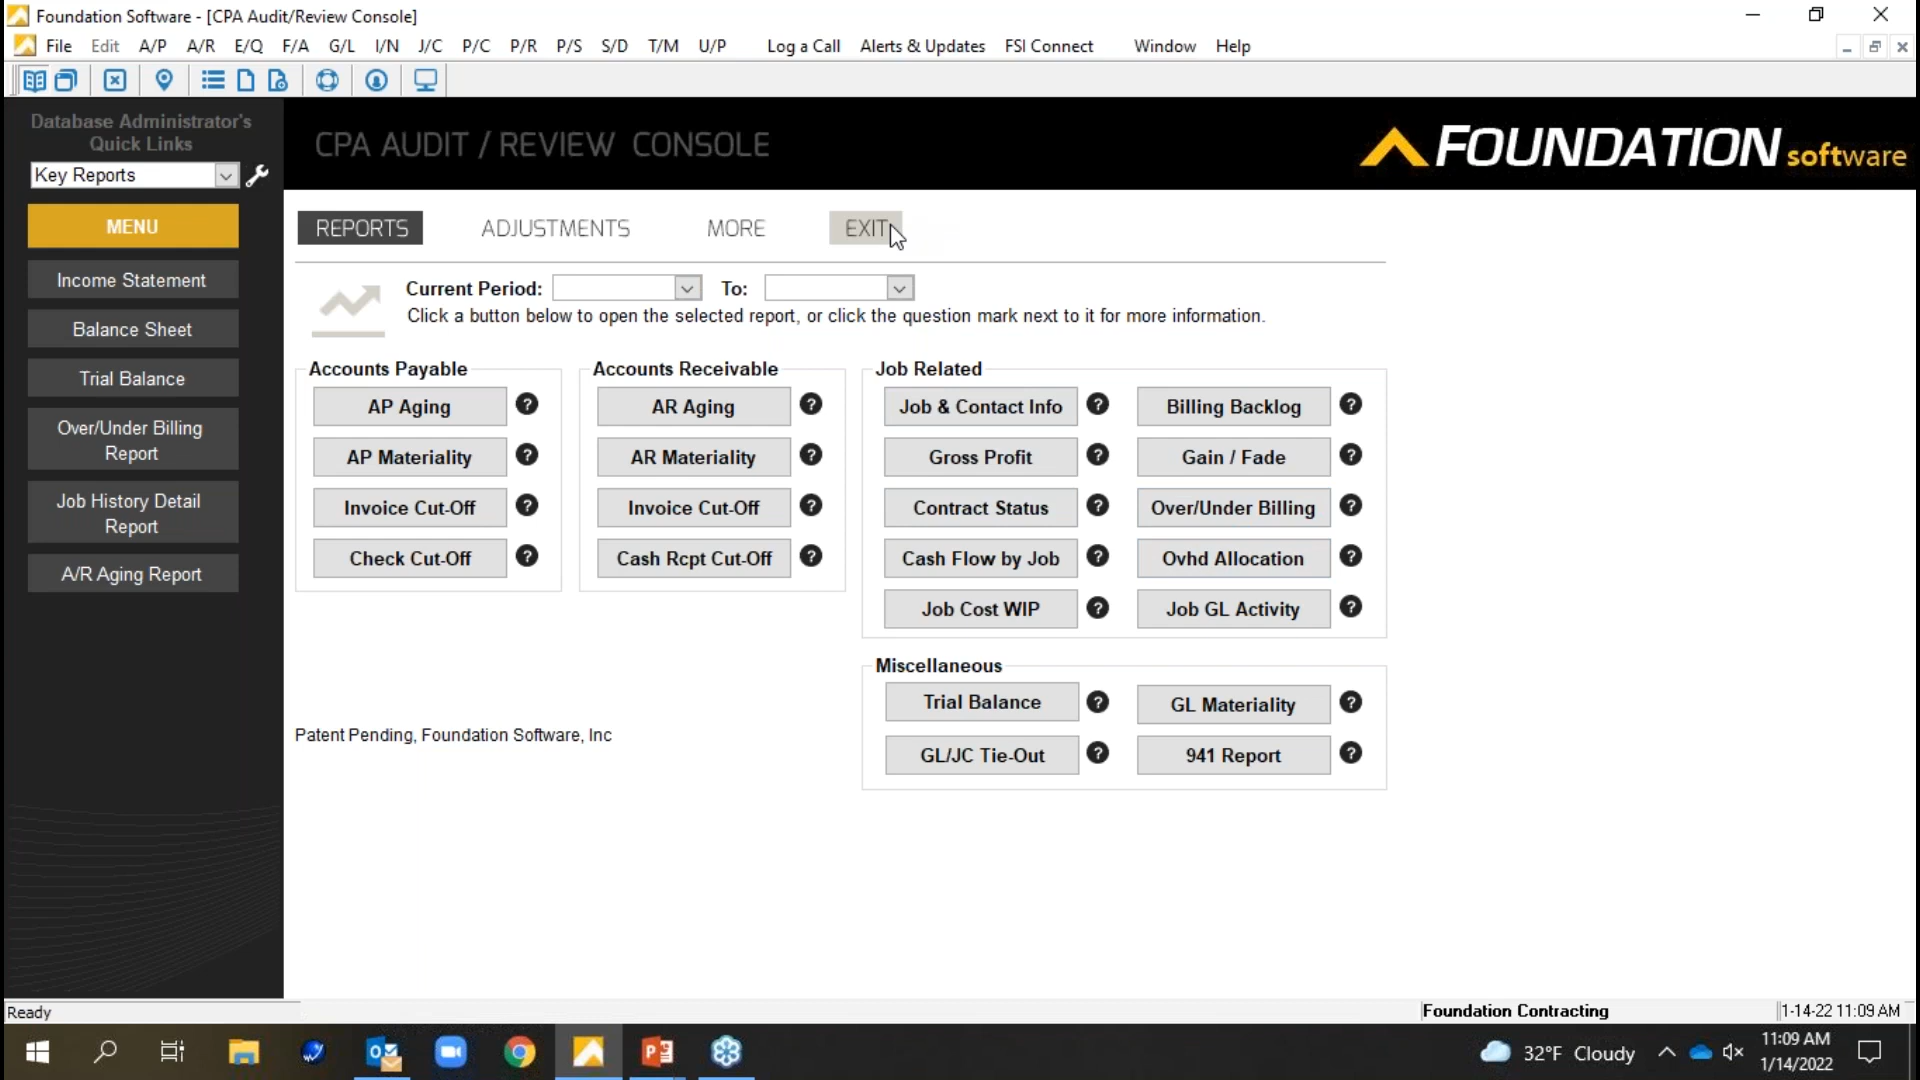 Foundation Software - [CPA Audit/Review Console]
File Edit A/P A/R E/Q F/A G/L I/N J/C P/C P/R P/S S/D T/M U/P Log a Call Alerts & Updates FSI Connect Window Help
Database Administrator's
Quick Links
Key Reports
MENU
Income Statement
Balance Sheet
Trial Balance
Over/Under Billing
Report
Job History Detail
Report
A/R Aging Report
CPA AUDIT / REVIEW CONSOLE
FOUNDATION software
REPORTS ADJUSTMENTS MORE EXIT
Current Period: To:
Click a button below to open the selected report, or click the question mark next to it for more information.
Accounts Payable
AP Aging ?
AP Materiality ?
Invoice Cut-Off ?
Check Cut-Off ?
Accounts Receivable
AR Aging ?
AR Materiality ?
Invoice Cut-Off ?
Cash Rcpt Cut-Off ?
Job Related
Job & Contact Info ? Billing Backlog ?
Gross Profit ? Gain / Fade ?
Contract Status ? Over/Under Billing ?
Cash Flow by Job ? Ovhd Allocation ?
Job Cost WIP ? Job GL Activity ?
Miscellaneous
Trial Balance ? GL Materiality ?
GL/JC Tie-Out ? 941 Report ?
Patent Pending, Foundation Software, Inc
Ready
Foundation Contracting
1-14-22 11:09 AM
32°F Cloudy
11:09 AM
1/14/2022